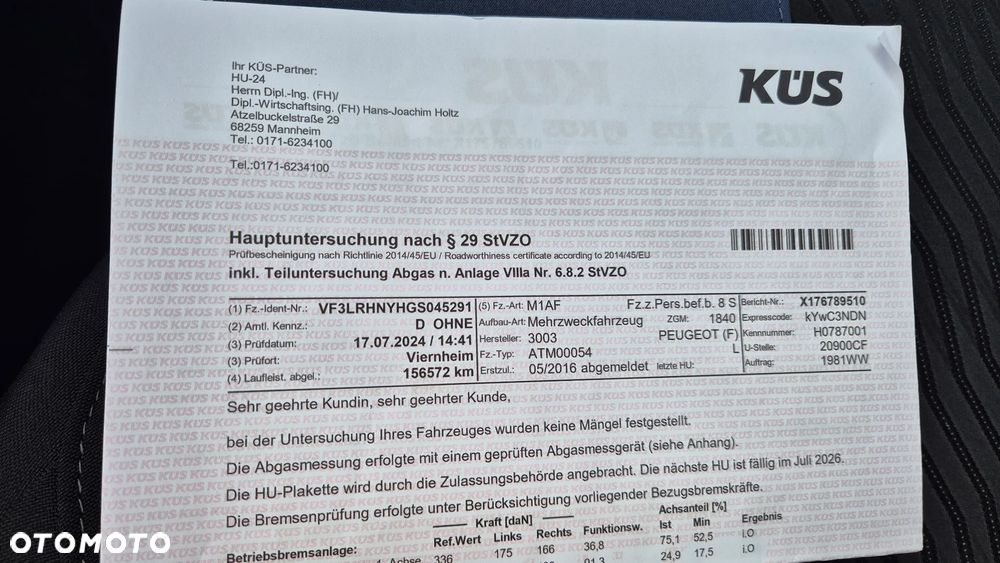 KÜS
Ihr KÜS-Partner:
HU-24
Herrn Dipl.-Ing. (FH)/
Dipl.-Wirtschaftsing. (FH) Hans-Joachim Holtz
Atzelbuckelstraße 29
68259 Mannheim
Tel.: 0171-6234100
Tel.:0171-6234100
Hauptuntersuchung nach § 29 StVZO
Prüfbescheinigung nach Richtlinie 2014/45/EU / Roadworthiness certificate according to 2014/45/EU
inkl. Teiluntersuchung Abgas n. Anlage VIIIa Nr. 6.8.2 StVZO
(1) Fz.-Ident-Nr.: VF3LRHNYHGS045291 (5) Fz.-Art: M1AF Fz.z.Pers.bef.b. 8 S Bericht-Nr.: X176789510
(2) Amtl. Kennz.: D OHNE Aufbau-Art: Mehrzweckfahrzeug ZGM: 1840 Expresscode: kYwC3NDN
(3) Prüfdatum: 17.07.2024 / 14:41 Hersteller: 3003 PEUGEOT (F) Kennnummer: H0787001
(3) Prüfort: Viernheim Fz.-Typ: ATM00054 L U-Stelle: 20900CF
(4) Laufleist. abgel.: 156572 km Erstzul.: 05/2016 abgemeldet letzte HU: Auftrag: 1981WW
Sehr geehrte Kundin, sehr geehrter Kunde,
bei der Untersuchung Ihres Fahrzeuges wurden keine Mängel festgestellt.
Die Abgasmessung erfolgte mit einem geprüften Abgasmessgerät (siehe Anhang).
Die HU-Plakette wird durch die Zulassungsbehörde angebracht. Die nächste HU ist fällig im Juli 2026.
Die Bremsenprüfung erfolgte unter Berücksichtigung vorliegender Bezugsbremskräfte.
Kraft [daN] Achsanteil [%]
Ref.Wert Links Rechts Funktionsw. Ist Min Ergebnis
Betriebsbremsanlage: 1. Achse 336 175 166 36,8 75,1 52,5 i.O
24,9 17,5 i.O
OTOMOTO